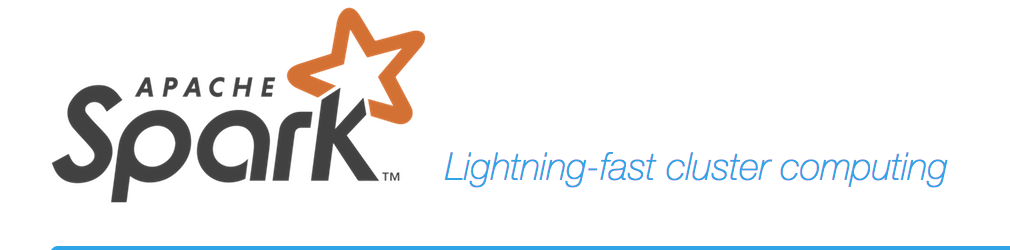 APACHE
Spark™
Lightning-fast cluster computing